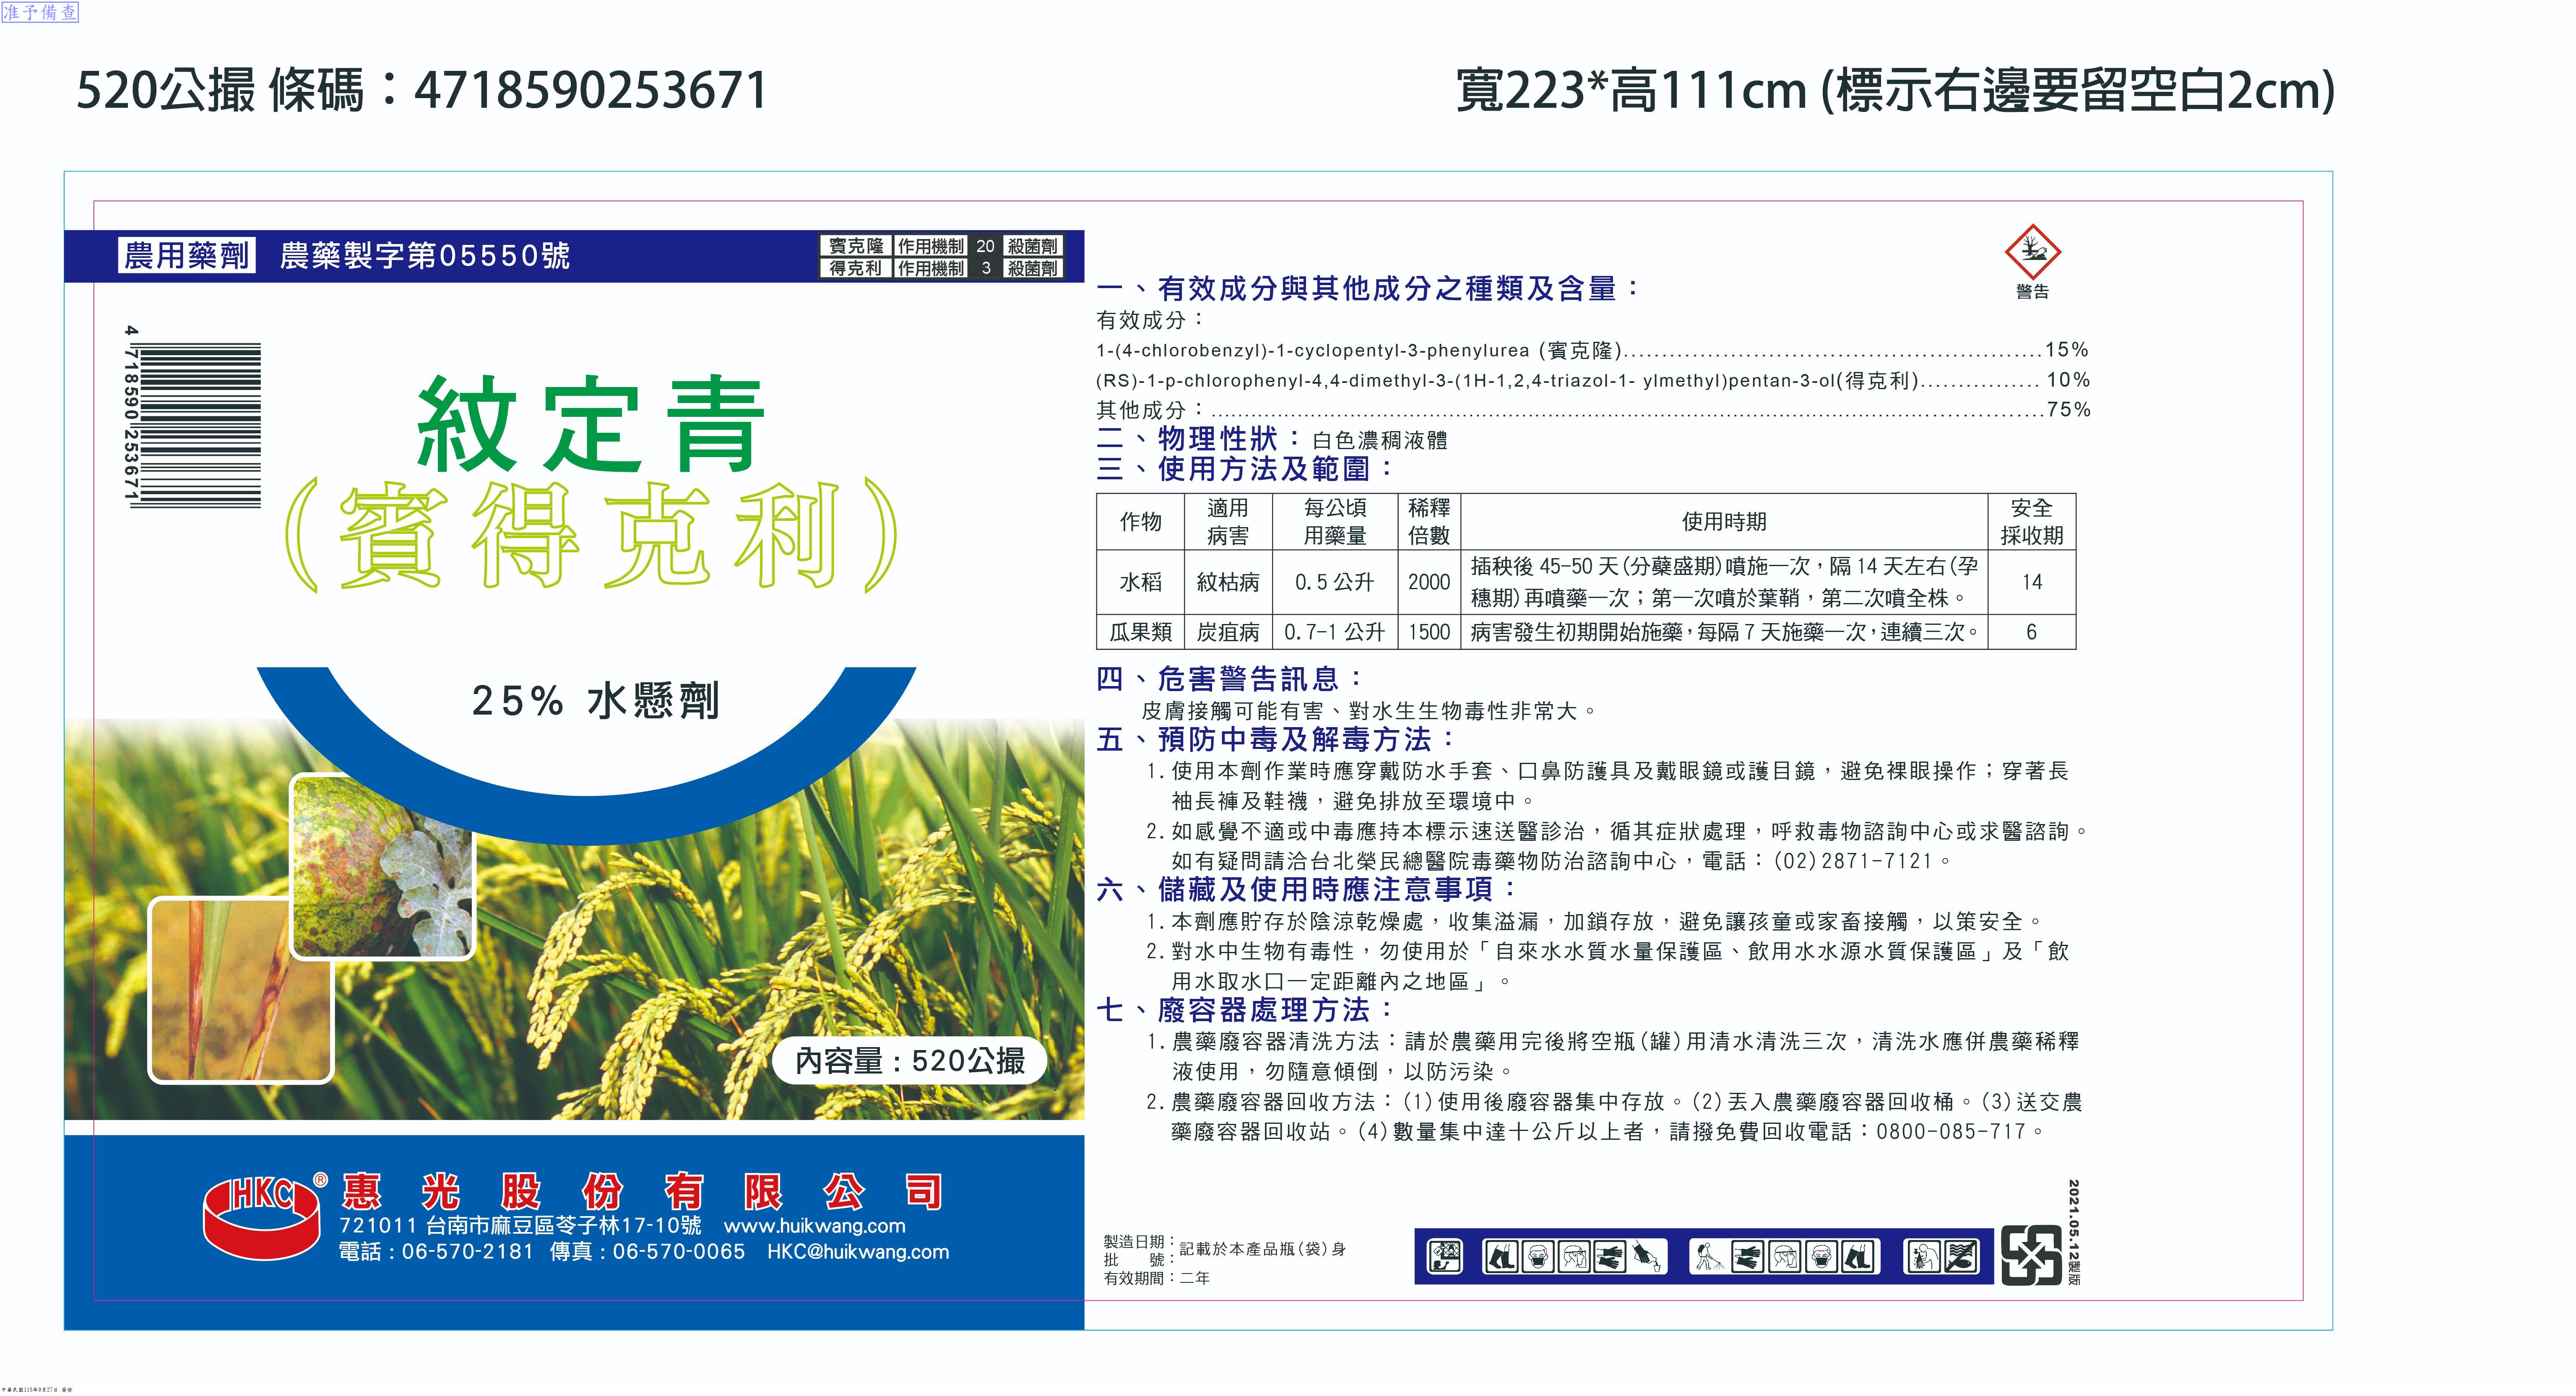 准予備查
520公撮 條碼：4718590253671
寬223*高111cm (標示右邊要留空白2cm)
農用藥劑 農藥製字第05550號
賓克隆 作用機制 20 殺菌劑
得克利 作用機制 3 殺菌劑
4 718590 253671
紋定青
(賓得克利)
25% 水懸劑
內容量：520公撮
HKC® 惠光股份有限公司
721011 台南市麻豆區苓子林17-10號 www.huikwang.com
電話：06-570-2181 傳真：06-570-0065 HKC@huikwang.com
警告
一、有效成分與其他成分之種類及含量：
有效成分：
1-(4-chlorobenzyl)-1-cyclopentyl-3-phenylurea (賓克隆)......................................................15%
(RS)-1-p-chlorophenyl-4,4-dimethyl-3-(1H-1,2,4-triazol-1- ylmethyl)pentan-3-ol(得克利)................ 10%
其他成分：..............................................................................................................75%
二、物理性狀：白色濃稠液體
三、使用方法及範圍：
作物 適用病害 每公頃用藥量 稀釋倍數 使用時期 安全採收期
水稻 紋枯病 0.5公升 2000 插秧後45-50天(分蘗盛期)噴施一次，隔14天左右(孕
穗期)再噴藥一次；第一次噴於葉鞘，第二次噴全株。 14
瓜果類 炭疽病 0.7-1公升 1500 病害發生初期開始施藥，每隔7天施藥一次，連續三次。 6
四、危害警告訊息：
皮膚接觸可能有害、對水生生物毒性非常大。
五、預防中毒及解毒方法：
1.使用本劑作業時應穿戴防水手套、口鼻防護具及戴眼鏡或護目鏡，避免裸眼操作；穿著長
袖長褲及鞋襪，避免排放至環境中。
2.如感覺不適或中毒應持本標示速送醫診治，循其症狀處理，呼救毒物諮詢中心或求醫諮詢。
如有疑問請洽台北榮民總醫院毒藥物防治諮詢中心，電話：(02)2871-7121。
六、儲藏及使用時應注意事項：
1.本劑應貯存於陰涼乾燥處，收集溢漏，加鎖存放，避免讓孩童或家畜接觸，以策安全。
2.對水中生物有毒性，勿使用於「自來水水質水量保護區、飲用水水源水質保護區」及「飲
用水取水口一定距離內之地區」。
七、廢容器處理方法：
1.農藥廢容器清洗方法：請於農藥用完後將空瓶(罐)用清水清洗三次，清洗水應併農藥稀釋
液使用，勿隨意傾倒，以防污染。
2.農藥廢容器回收方法：(1)使用後廢容器集中存放。(2)丟入農藥廢容器回收桶。(3)送交農
藥廢容器回收站。(4)數量集中達十公斤以上者，請撥免費回收電話：0800-085-717。
製造日期：
批　　號：記載於本產品瓶(袋)身
有效期間：二年
2021.05.12製版
中華民國110年9月27日